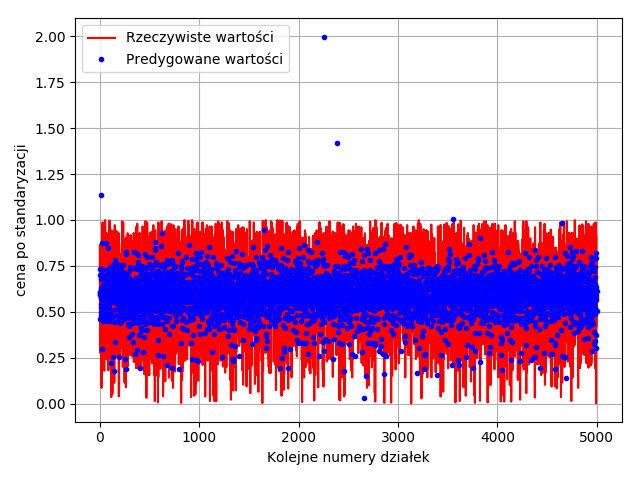 Rzeczywiste wartości
Predygowane wartości
cena po standaryzacji
2.00
1.75
1.50
1.25
1.00
0.75
0.50
0.25
0.00
0 1000 2000 3000 4000 5000
Kolejne numery działek